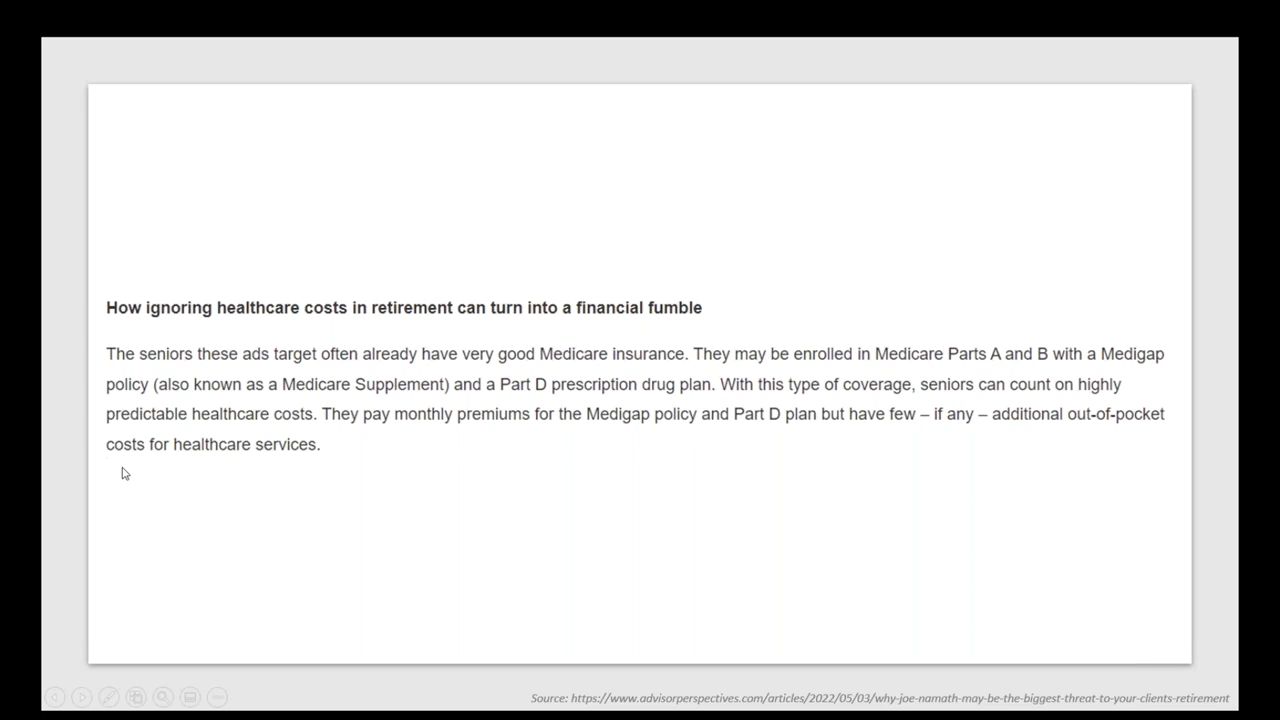 How ignoring healthcare costs in retirement can turn into a financial fumble
The seniors these ads target often already have very good Medicare insurance. They may be enrolled in Medicare Parts A and B with a Medigap
policy (also known as a Medicare Supplement) and a Part D prescription drug plan. With this type of coverage, seniors can count on highly
predictable healthcare costs. They pay monthly premiums for the Medigap policy and Part D plan but have few – if any – additional out-of-pocket
costs for healthcare services.
Source: https://www.advisorperspectives.com/articles/2022/05/03/why-joe-namath-may-be-the-biggest-threat-to-your-clients-retirement